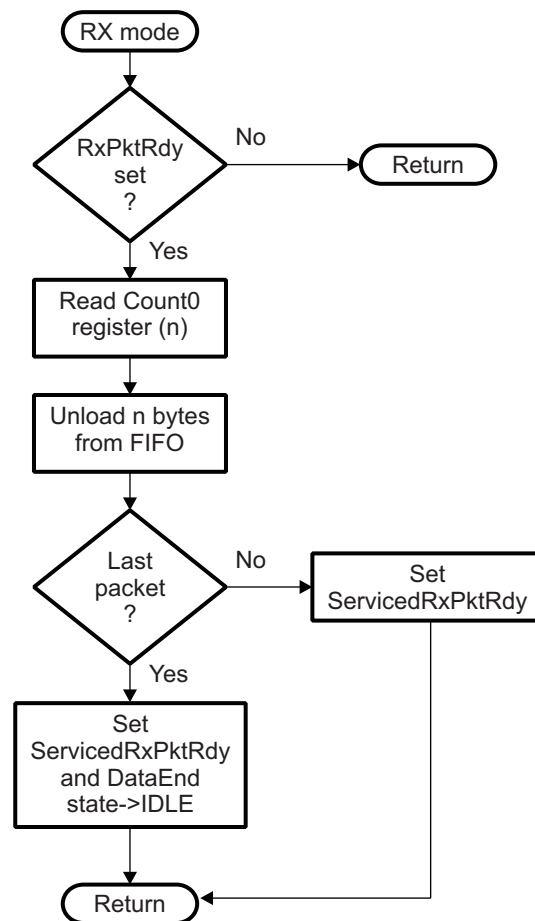 RX mode
RxPktRdy
set
?
No
Return
Yes
Read Count0
register (n)
Unload n bytes
from FIFO
Last
packet
?
No
Set
ServicedRxPktRdy
Yes
Set
ServicedRxPktRdy
and DataEnd
state->IDLE
Return